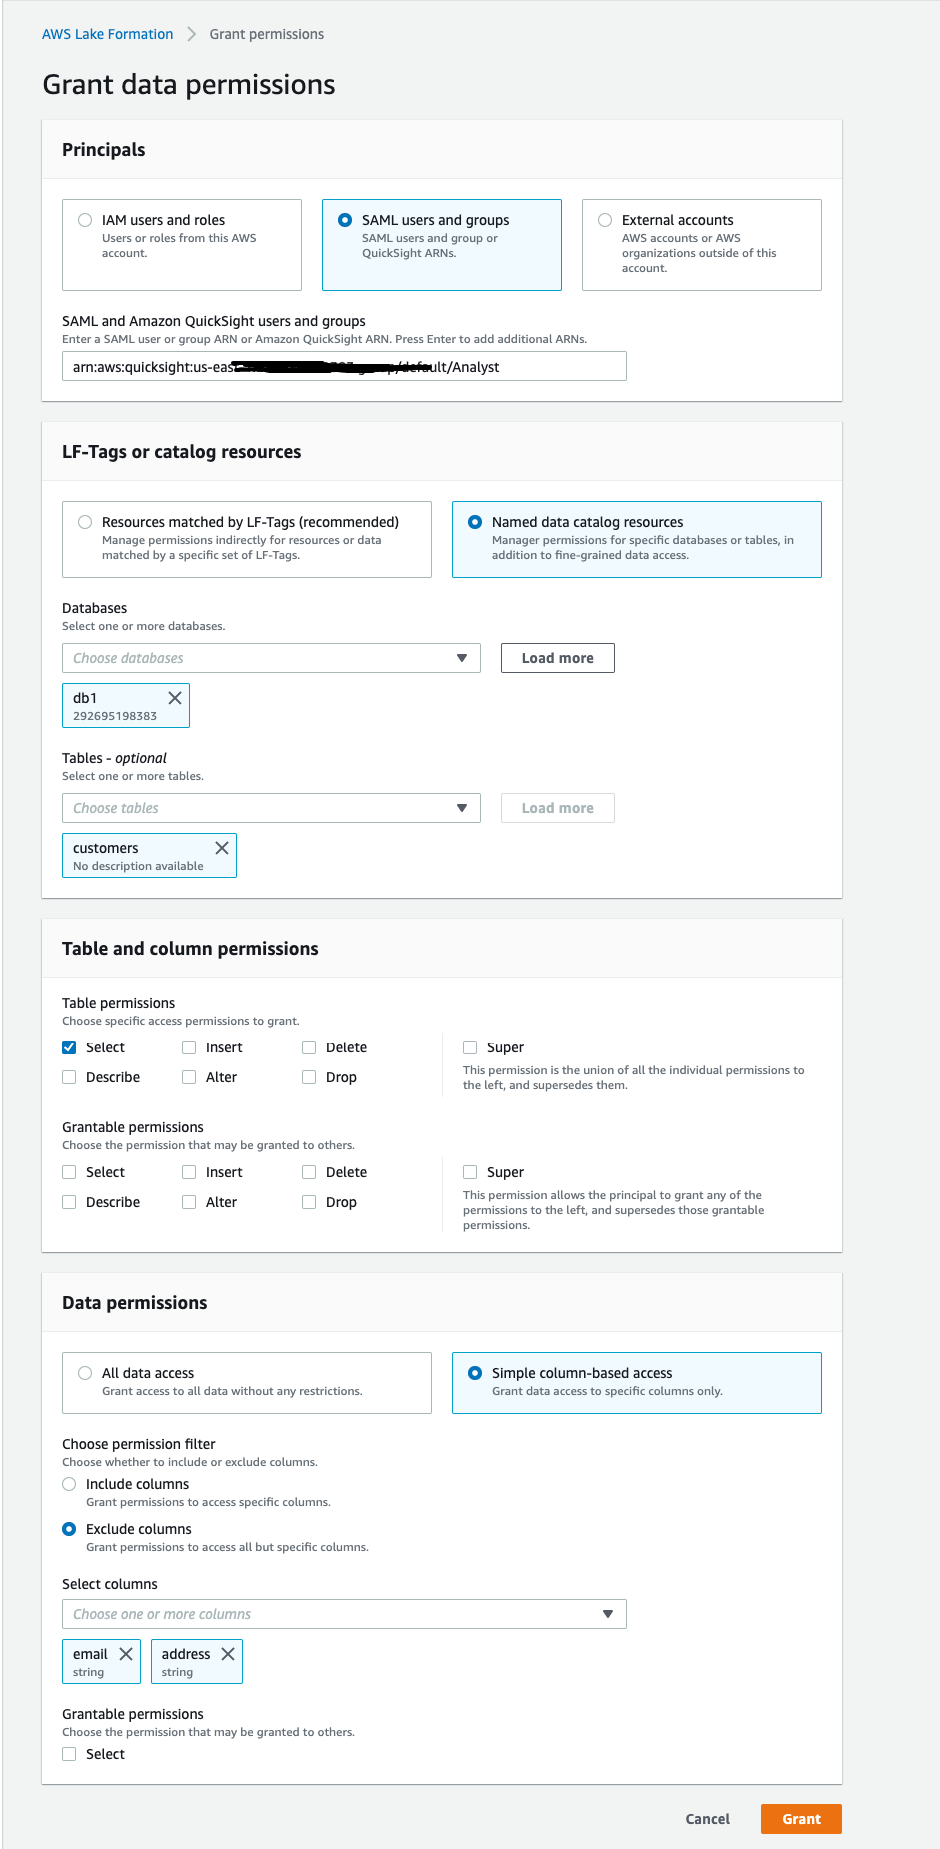 AWS Lake Formation > Grant permissions
Grant data permissions
Principals
IAM users and roles
Users or roles from this AWS
account.
SAML users and groups
SAML users and group or
QuickSight ARNs.
External accounts
AWS accounts or AWS
organizations outside of this
account.
SAML and Amazon QuickSight users and groups
Enter a SAML user or group ARN or Amazon QuickSight ARN. Press Enter to add additional ARNs.
arn:aws:quicksight:us-east /default/Analyst
LF-Tags or catalog resources
Resources matched by LF-Tags (recommended)
Manage permissions indirectly for resources or data
matched by a specific set of LF-Tags.
Named data catalog resources
Manager permissions for specific databases or tables, in
addition to fine-grained data access.
Databases
Select one or more databases.
Choose databases
Load more
db1
292695198383
Tables - optional
Select one or more tables.
Choose tables
Load more
customers
No description available
Table and column permissions
Table permissions
Choose specific access permissions to grant.
Select Insert Delete
Describe Alter Drop
Super
This permission is the union of all the individual permissions to
the left, and supersedes them.
Grantable permissions
Choose the permission that may be granted to others.
Select Insert Delete
Describe Alter Drop
Super
This permission allows the principal to grant any of the
permissions to the left, and supersedes those grantable
permissions.
Data permissions
All data access
Grant access to all data without any restrictions.
Simple column-based access
Grant data access to specific columns only.
Choose permission filter
Choose whether to include or exclude columns.
Include columns
Grant permissions to access specific columns.
Exclude columns
Grant permissions to access all but specific columns.
Select columns
Choose one or more columns
email
string
address
string
Grantable permissions
Choose the permission that may be granted to others.
Select
Cancel
Grant